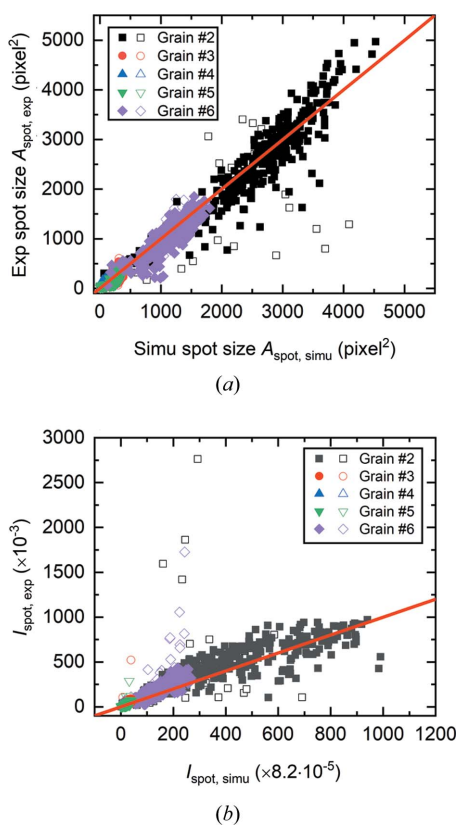 5000
4000
3000
2000
1000
0
Exp spot size A_spot, exp (pixel²)
Grain #2
Grain #3
Grain #4
Grain #5
Grain #6
0 1000 2000 3000 4000 5000
Simu spot size A_spot, simu (pixel²)
(a)
3000
2500
2000
1500
1000
500
0
I_spot, exp (×10⁻³)
Grain #2
Grain #3
Grain #4
Grain #5
Grain #6
0 200 400 600 800 1000 1200
I_spot, simu (×8.2·10⁻⁵)
(b)